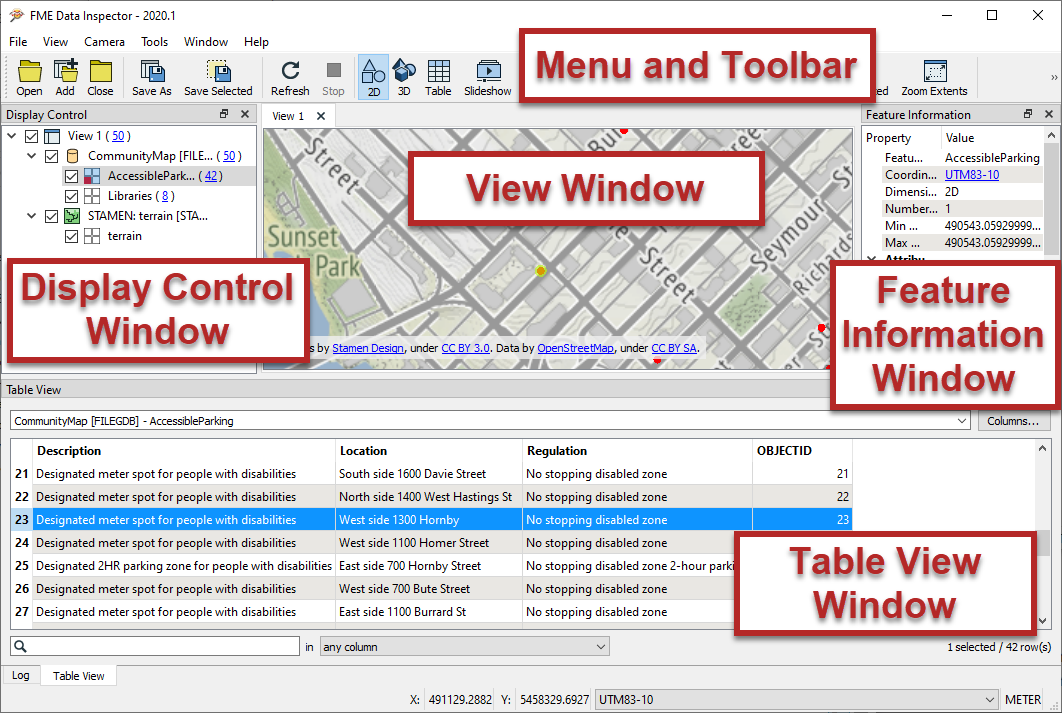 FME Data Inspector - 2020.1
File View Camera Tools Window Help
Open Add Close Save As Save Selected Refresh Stop 2D 3D Table Slideshow Zoom Extents
Menu and Toolbar
Display Control
View 1 ( 50 )
CommunityMap [FILE... ( 50 )
AccessiblePark... ( 42 )
Libraries ( 8 )
STAMEN: terrain [STA...
terrain
Display Control
Window
View 1
View Window
Street
Sunset
Park
Street
Seymour
Richards
by Stamen Design, under CC BY 3.0. Data by OpenStreetMap, under CC BY SA.
Feature Information
Property Value
Featu... AccessibleParking
Coordin... UTM83-10
Dimensi... 2D
Number... 1
Min ... 490543.05929999...
Max ... 490543.05929999...
Feature
Information
Window
Table View
CommunityMap [FILEGDB] - AccessibleParking
Columns...
Description Location Regulation OBJECTID
21 Designated meter spot for people with disabilities South side 1600 Davie Street No stopping disabled zone 21
22 Designated meter spot for people with disabilities North side 1400 West Hastings St No stopping disabled zone 22
23 Designated meter spot for people with disabilities West side 1300 Hornby No stopping disabled zone 23
24 Designated meter spot for people with disabilities West side 1100 Homer Street No stopping disabled zone
25 Designated 2HR parking zone for people with disabilities East side 700 Hornby Street No stopping disabled zone 2-hour parki
26 Designated meter spot for people with disabilities West side 700 Bute Street No stopping disabled zone
27 Designated meter spot for people with disabilities East side 1100 Burrard St No stopping disabled zone
Table View
Window
in any column
1 selected / 42 row(s)
Log Table View
X: 491129.2882 Y: 5458329.6927 UTM83-10 METER